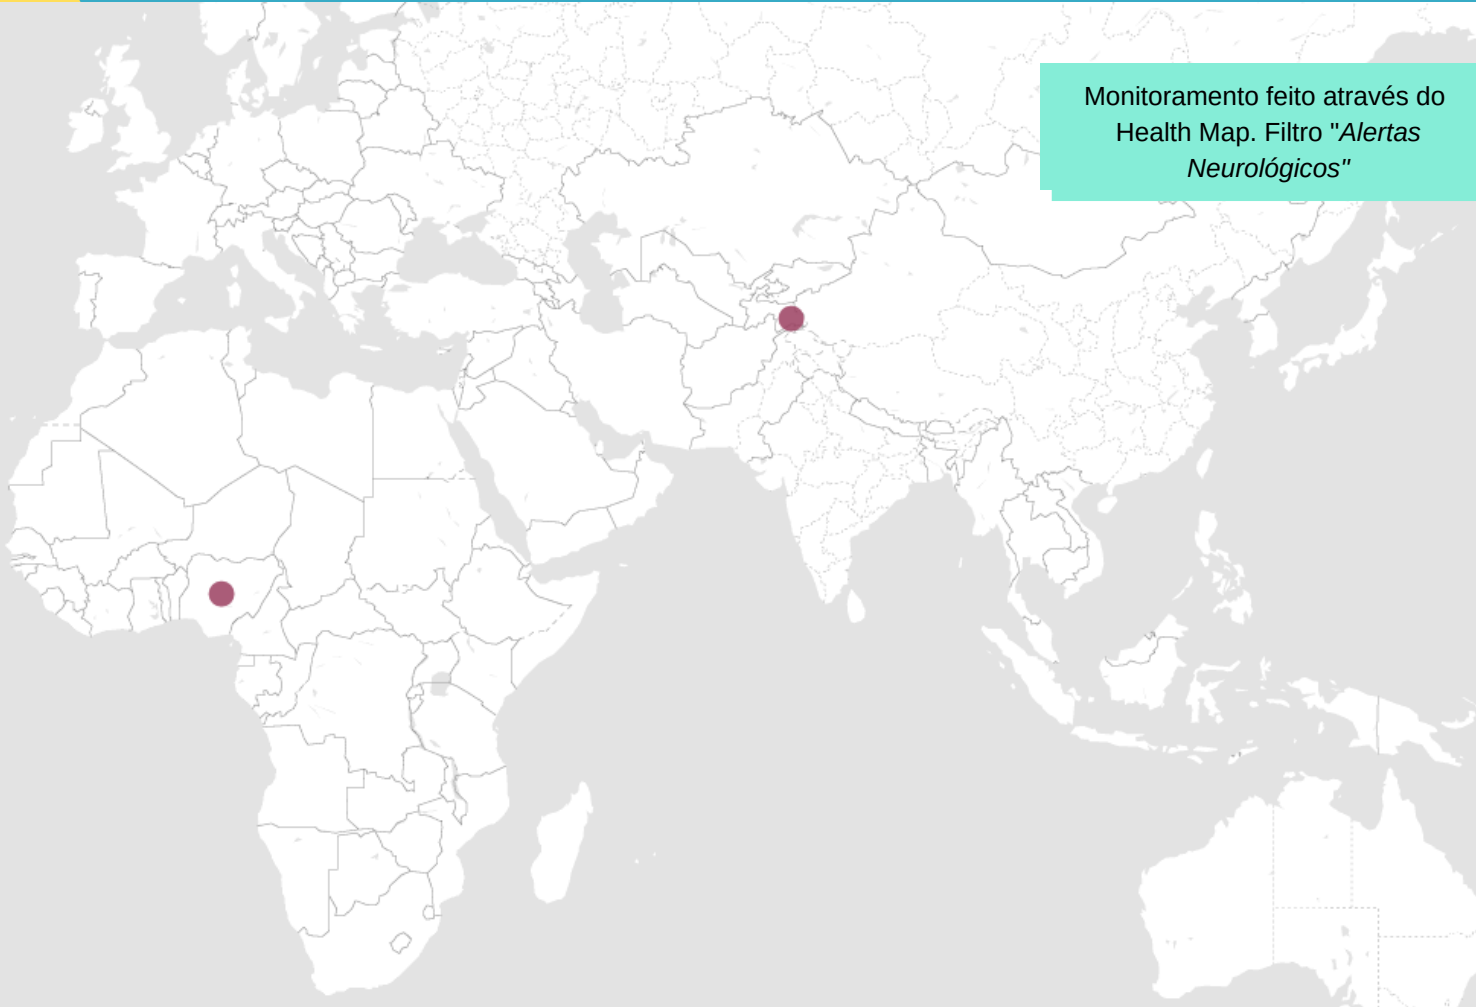 Monitoramento feito através do
Health Map. Filtro "Alertas
Neurológicos"